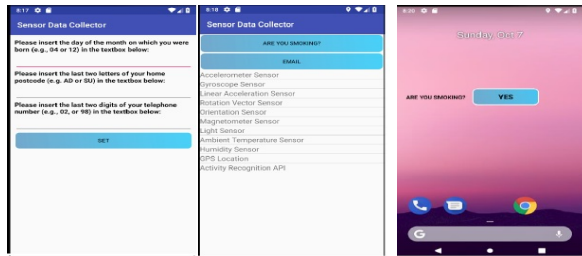 8:17
Sensor Data Collector
Please insert the day of the month on which you were
born (e.g., 04 or 12) in the textbox below:
Please insert the last two letters of your home
postcode (e.g. AD or SU) in the textbox below:
Please insert the last two digits of your telephone
number (e.g., 02, or 98) in the textbox below:
SET
8:18
Sensor Data Collector
ARE YOU SMOKING?
EMAIL
Accelerometer Sensor
Gyroscope Sensor
Linear Acceleration Sensor
Rotation Vector Sensor
Orientation Sensor
Magnetometer Sensor
Light Sensor
Ambient Temperature Sensor
Humidity Sensor
GPS Location
Activity Recognition API
Sunday, Oct 7
ARE YOU SMOKING? YES
G